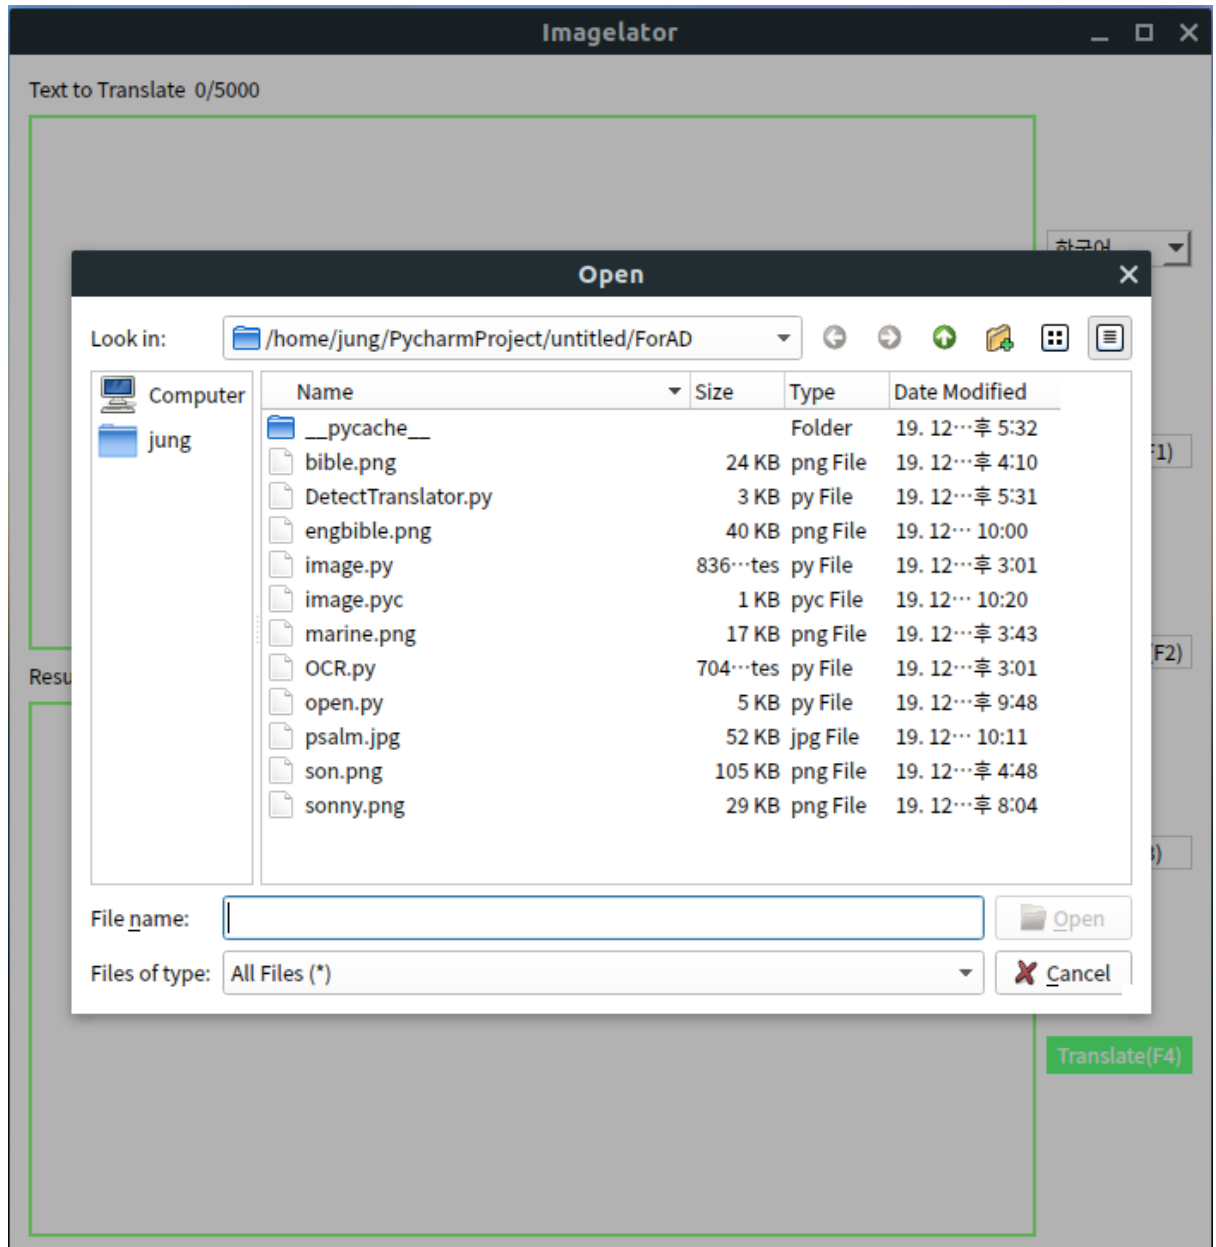 Imagelator
Text to Translate 0/5000
한국어
Open
Look in: /home/jung/PycharmProject/untitled/ForAD
Computer
jung
Name Size Type Date Modified
__pycache__ Folder 19. 12…후 5:32
bible.png 24 KB png File 19. 12…후 4:10
DetectTranslator.py 3 KB py File 19. 12…후 5:31
engbible.png 40 KB png File 19. 12… 10:00
image.py 836…tes py File 19. 12…후 3:01
image.pyc 1 KB pyc File 19. 12… 10:20
marine.png 17 KB png File 19. 12…후 3:43
OCR.py 704…tes py File 19. 12…후 3:01
open.py 5 KB py File 19. 12…후 9:48
psalm.jpg 52 KB jpg File 19. 12… 10:11
son.png 105 KB png File 19. 12…후 4:48
sonny.png 29 KB png File 19. 12…후 8:04
F1)
(F2)
Resu
File name: Open
Files of type: All Files (*) Cancel
Translate(F4)